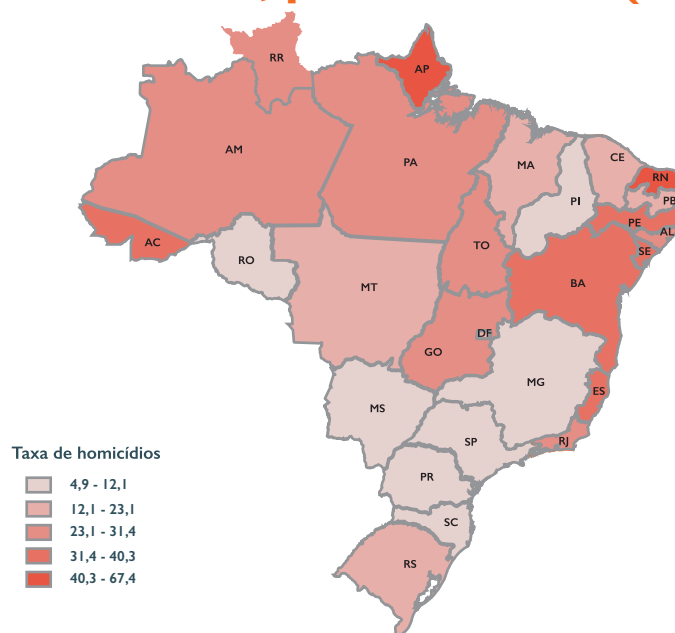 RR
AP
AM
PA
MA
CE
RN
PI
PB
PE
AL
AC
TO
SE
RO
BA
MT
DF
GO
MG
ES
MS
SP
RJ
PR
SC
RS
Taxa de homicídios
4,9 - 12,1
12,1 - 23,1
23,1 - 31,4
31,4 - 40,3
40,3 - 67,4